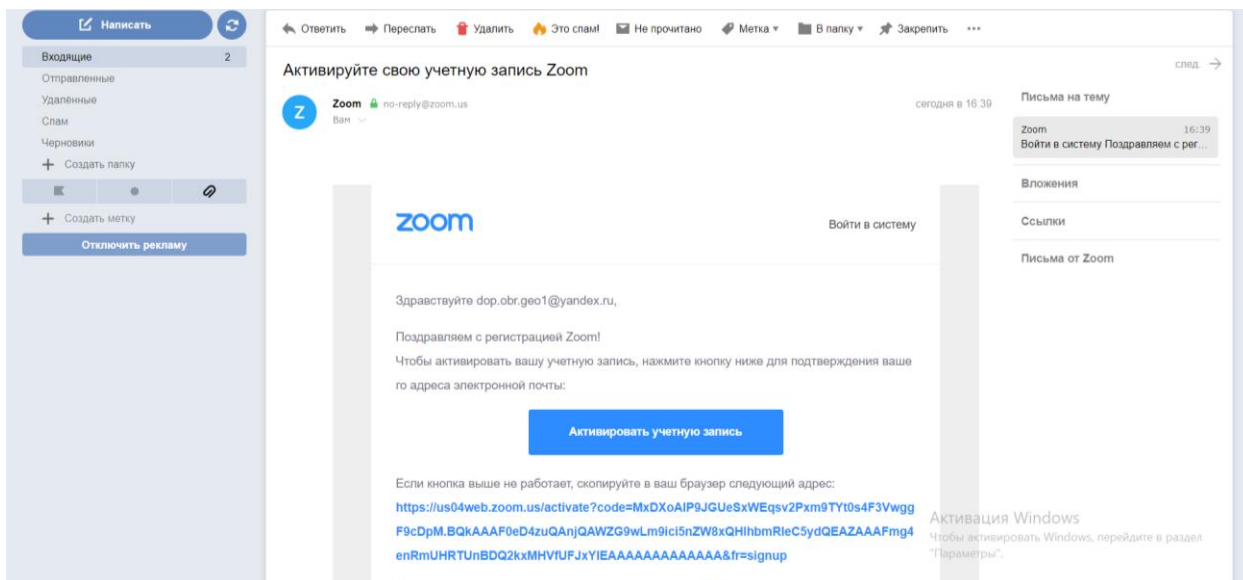 Написать
Входящие 2
Отправленные
Удалённые
Спам
Черновики
+ Создать папку
+ Создать метку
Отключить рекламу
Ответить Переслать Удалить Это спам! Не прочитано Метка В папку Закрепить ...
Активируйте свою учетную запись Zoom
след. →
Z
Zoom no-reply@zoom.us сегодня в 16:39
Вам
Письма на тему
Zoom 16:39
Войти в систему Поздравляем с рег...
Вложения
Ссылки
Письма от Zoom
zoom Войти в систему
Здравствуйте dop.obr.geo1@yandex.ru,
Поздравляем с регистрацией Zoom!
Чтобы активировать вашу учетную запись, нажмите кнопку ниже для подтверждения ваше
го адреса электронной почты:
Активировать учетную запись
Если кнопка выше не работает, скопируйте в ваш браузер следующий адрес:
https://us04web.zoom.us/activate?code=MxDXoAIP9JGUeSxWEqsv2Pxm9TYt0s4F3Vwgg
F9cDpM.BQkAAAF0eD4zuQAnjQAWZG9wLm9ici5nZW8xQHlhbmRleC5ydQEAZAAAFmg4
enRmUHRTUnBDQ2kxMHVfUFJxYlEAAAAAAAAAAAAA&fr=signup
Активация Windows
Чтобы активировать Windows, перейдите в раздел
"Параметры".